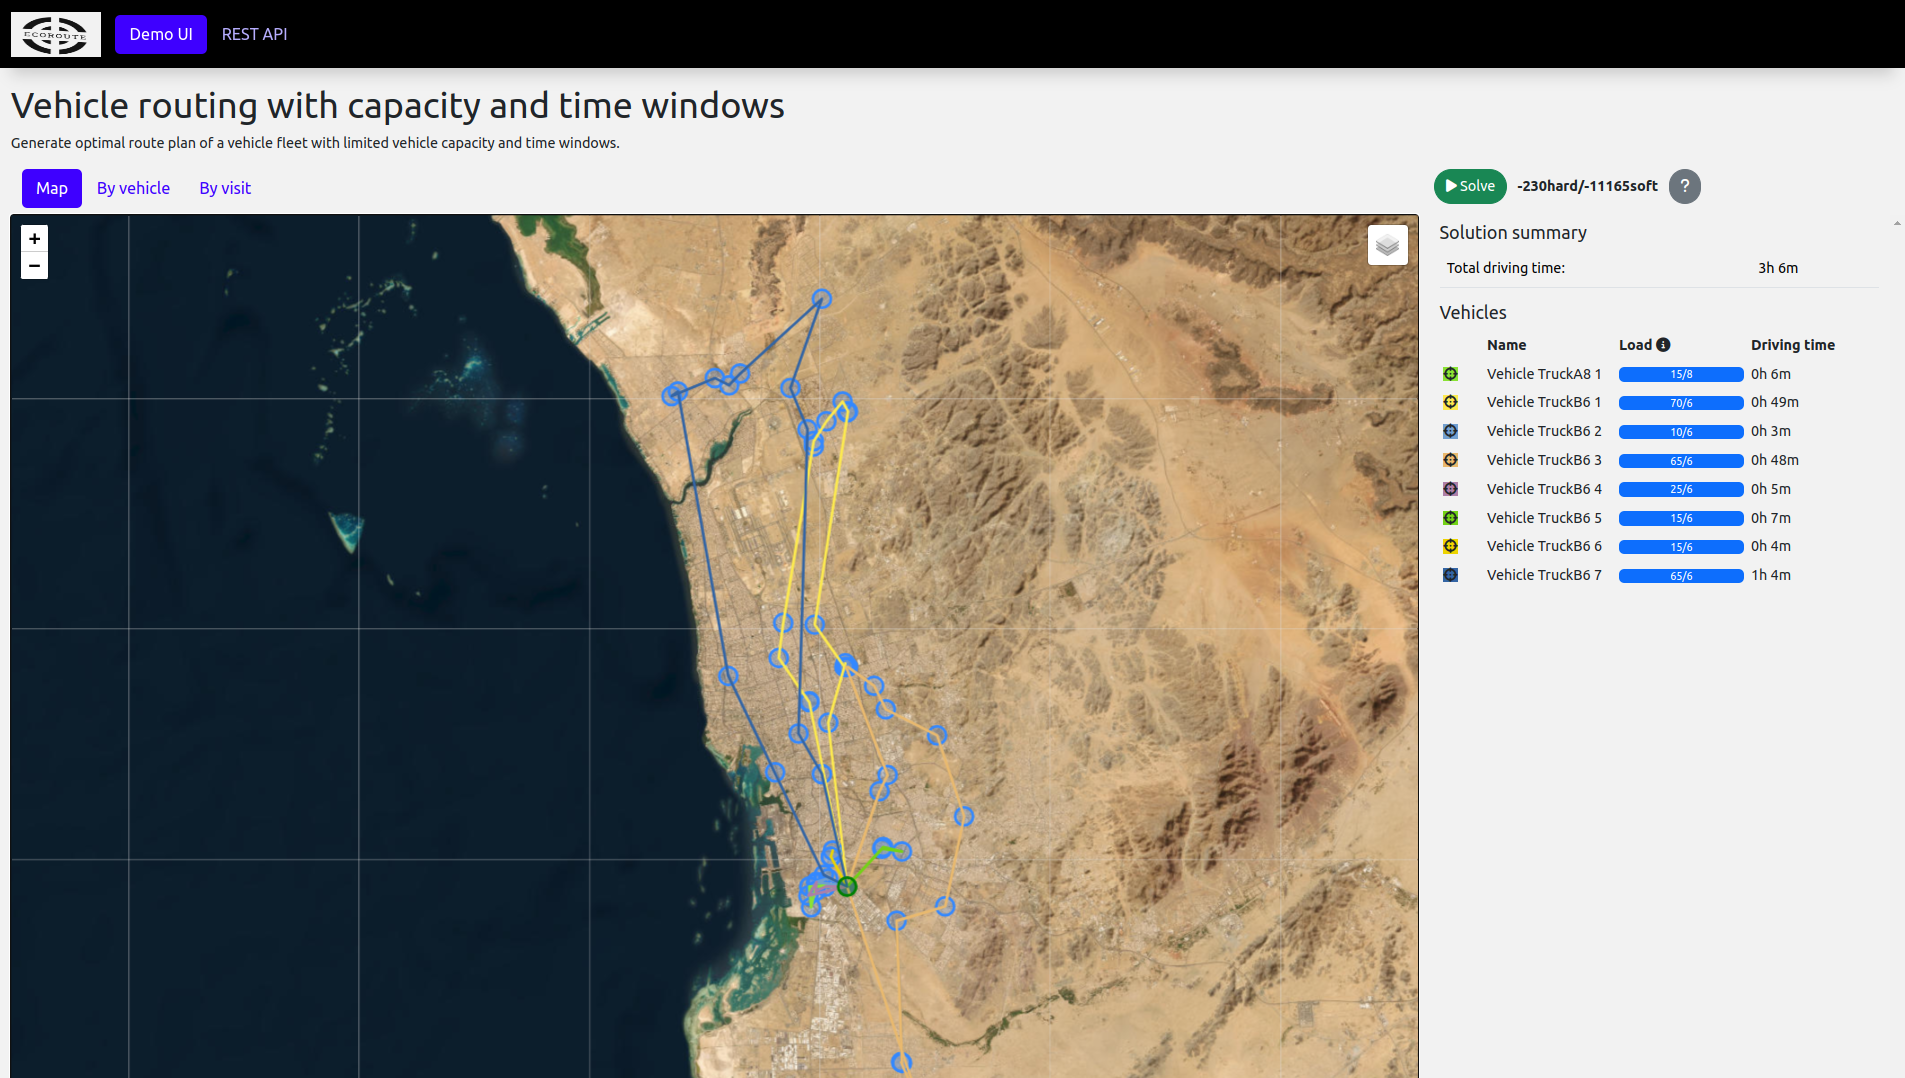 ECOROUTE
Demo UI
REST API
Vehicle routing with capacity and time windows
Generate optimal route plan of a vehicle fleet with limited vehicle capacity and time windows.
Map
By vehicle
By visit
Solve
-230hard/-11165soft
?
+
−
Solution summary
Total driving time: 3h 6m
Vehicles
Name Load Driving time
Vehicle TruckA8 1 15/8 0h 6m
Vehicle TruckB6 1 70/6 0h 49m
Vehicle TruckB6 2 10/6 0h 3m
Vehicle TruckB6 3 65/6 0h 48m
Vehicle TruckB6 4 25/6 0h 5m
Vehicle TruckB6 5 15/6 0h 7m
Vehicle TruckB6 6 15/6 0h 4m
Vehicle TruckB6 7 65/6 1h 4m